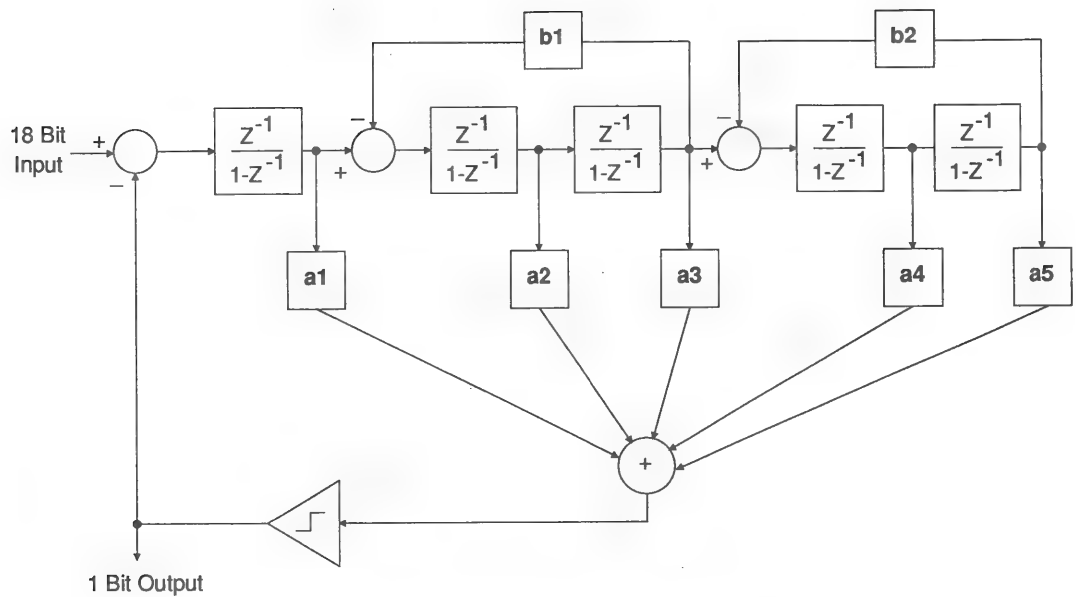 b1
b2
18 Bit
Input
+
−
Z^-1
1-Z^-1
+
−
Z^-1
1-Z^-1
Z^-1
1-Z^-1
+
−
Z^-1
1-Z^-1
Z^-1
1-Z^-1
a1
a2
a3
a4
a5
+
1 Bit Output